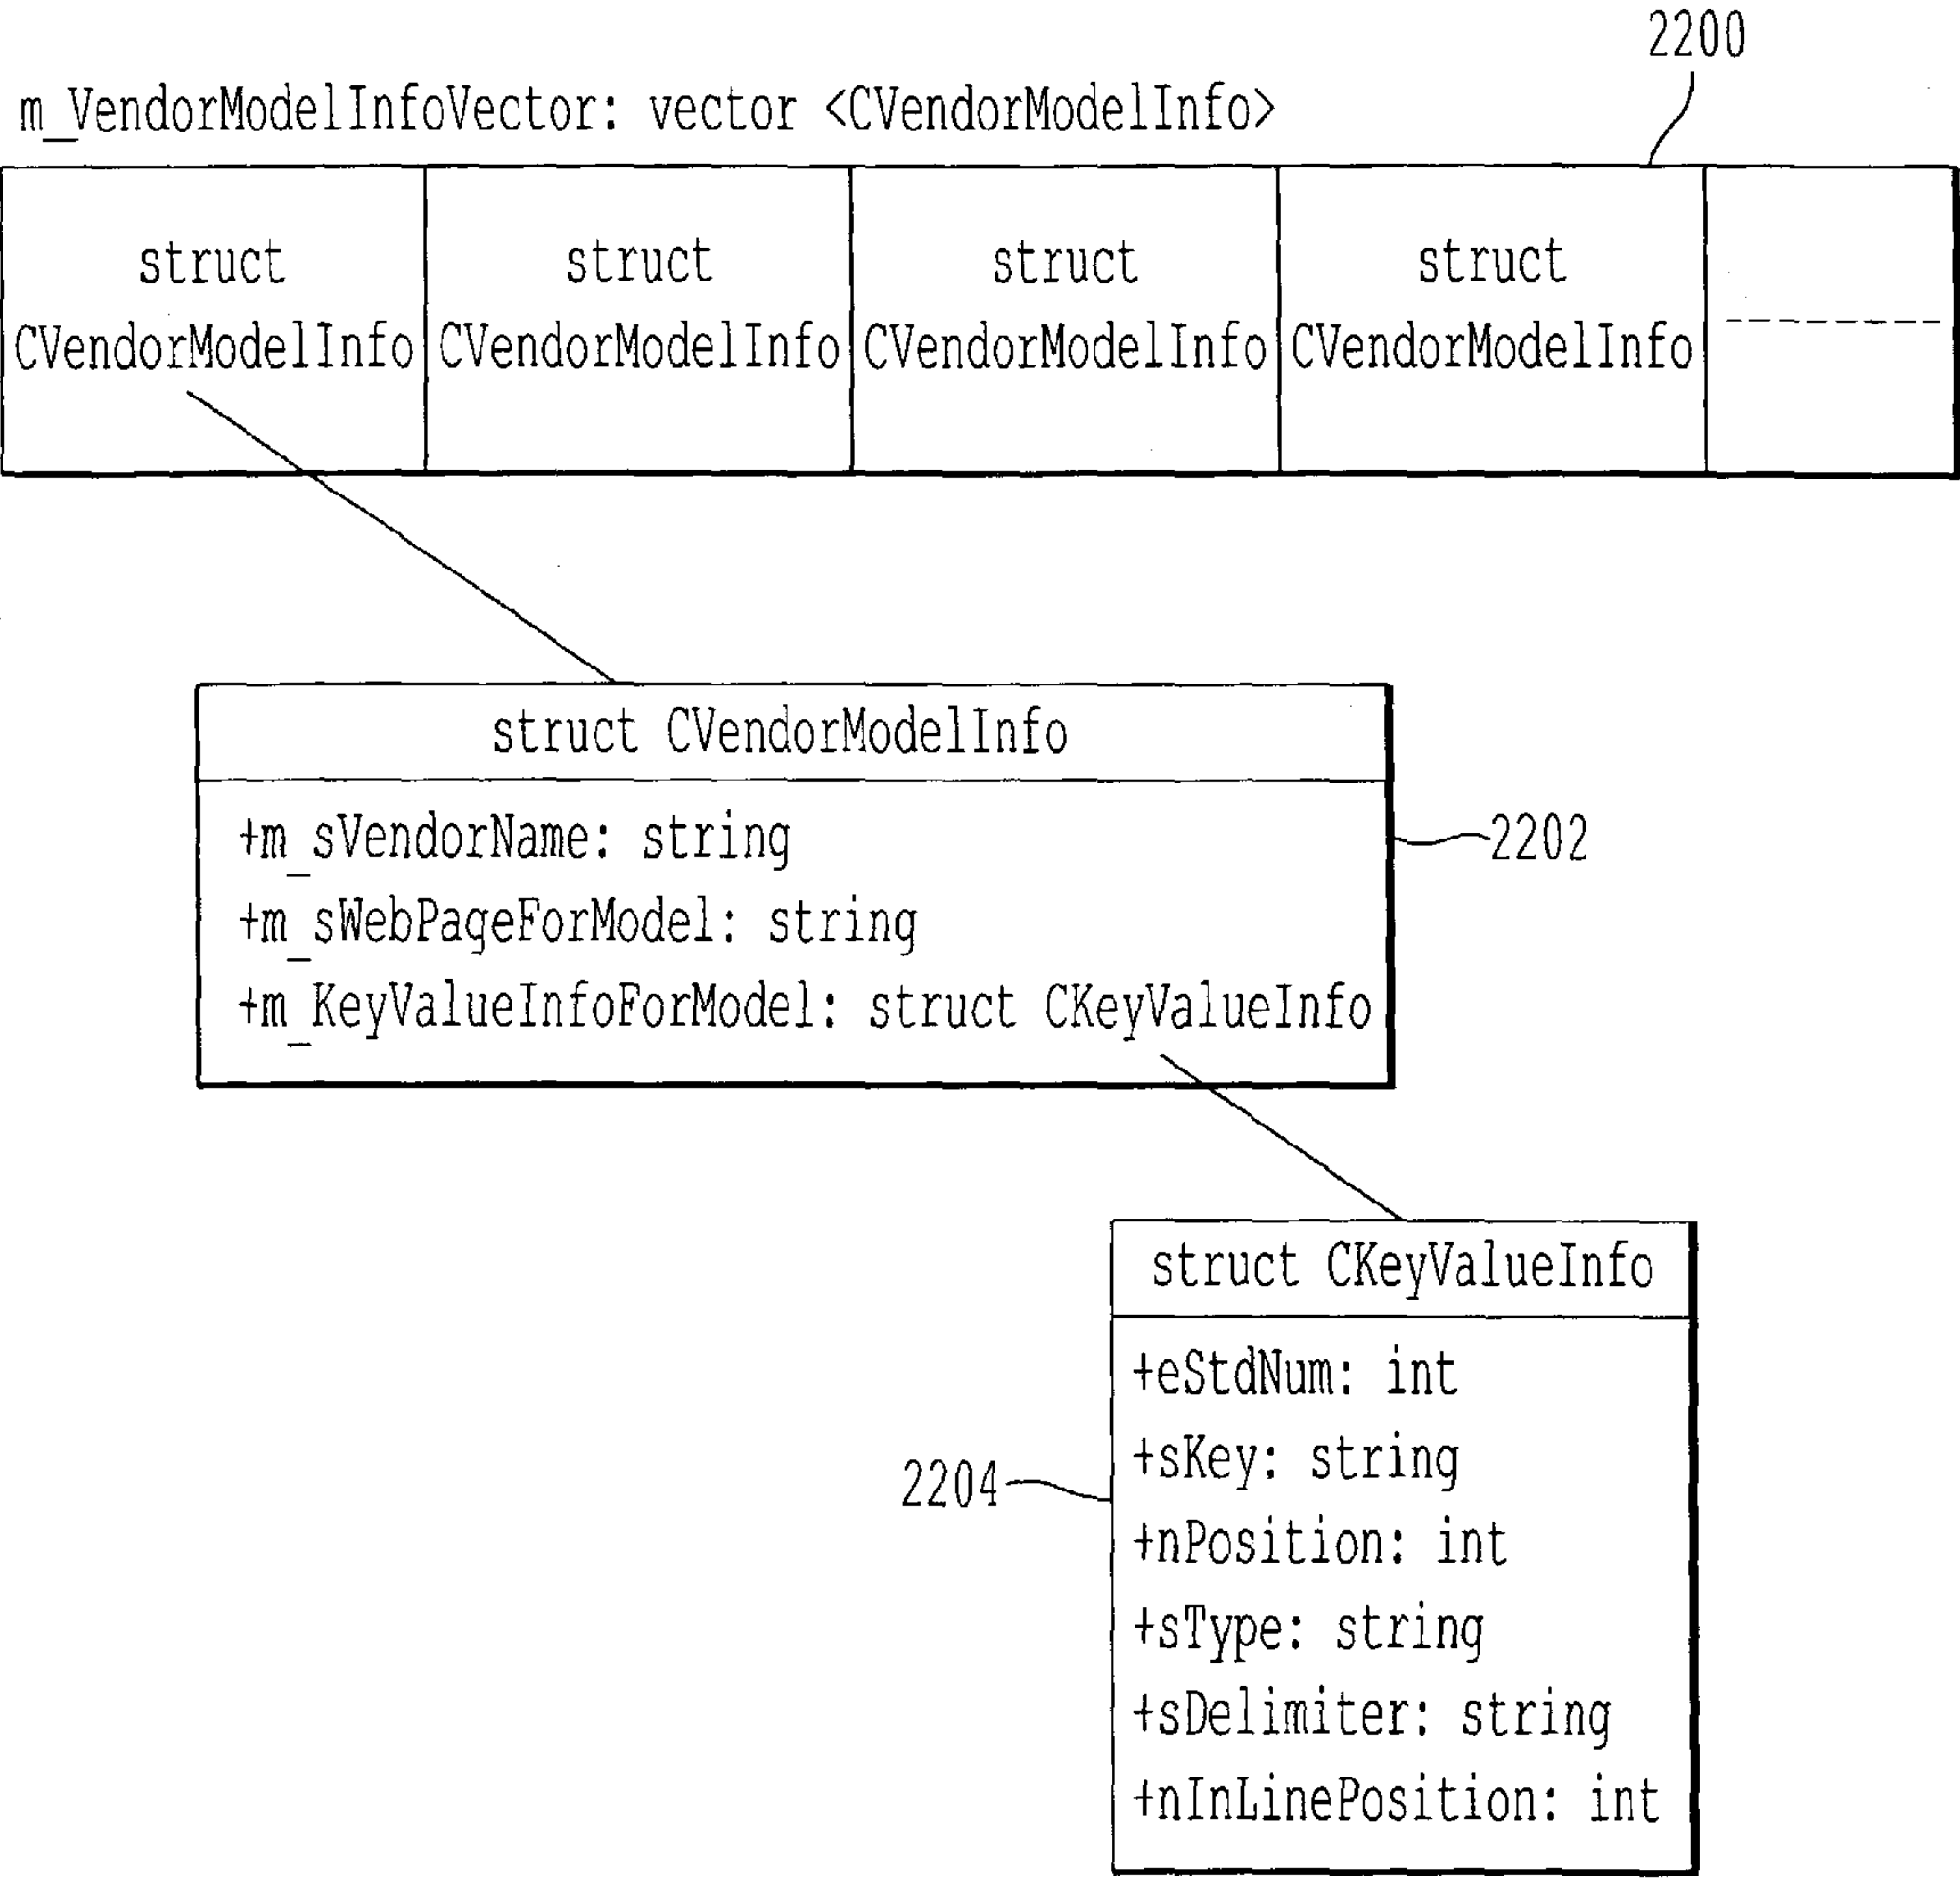 2200
m_VendorModelInfoVector: vector <CVendorModelInfo>
struct
CVendorModelInfo
struct
CVendorModelInfo
struct
CVendorModelInfo
struct
CVendorModelInfo
struct CVendorModelInfo
+m_sVendorName: string
2202
+m_sWebPageForModel: string
+m_KeyValueInfoForModel: struct CKeyValueInfo
struct CKeyValueInfo
+eStdNum: int
+sKey: string
2204
+nPosition: int
+sType: string
+sDelimiter: string
+nInLinePosition: int